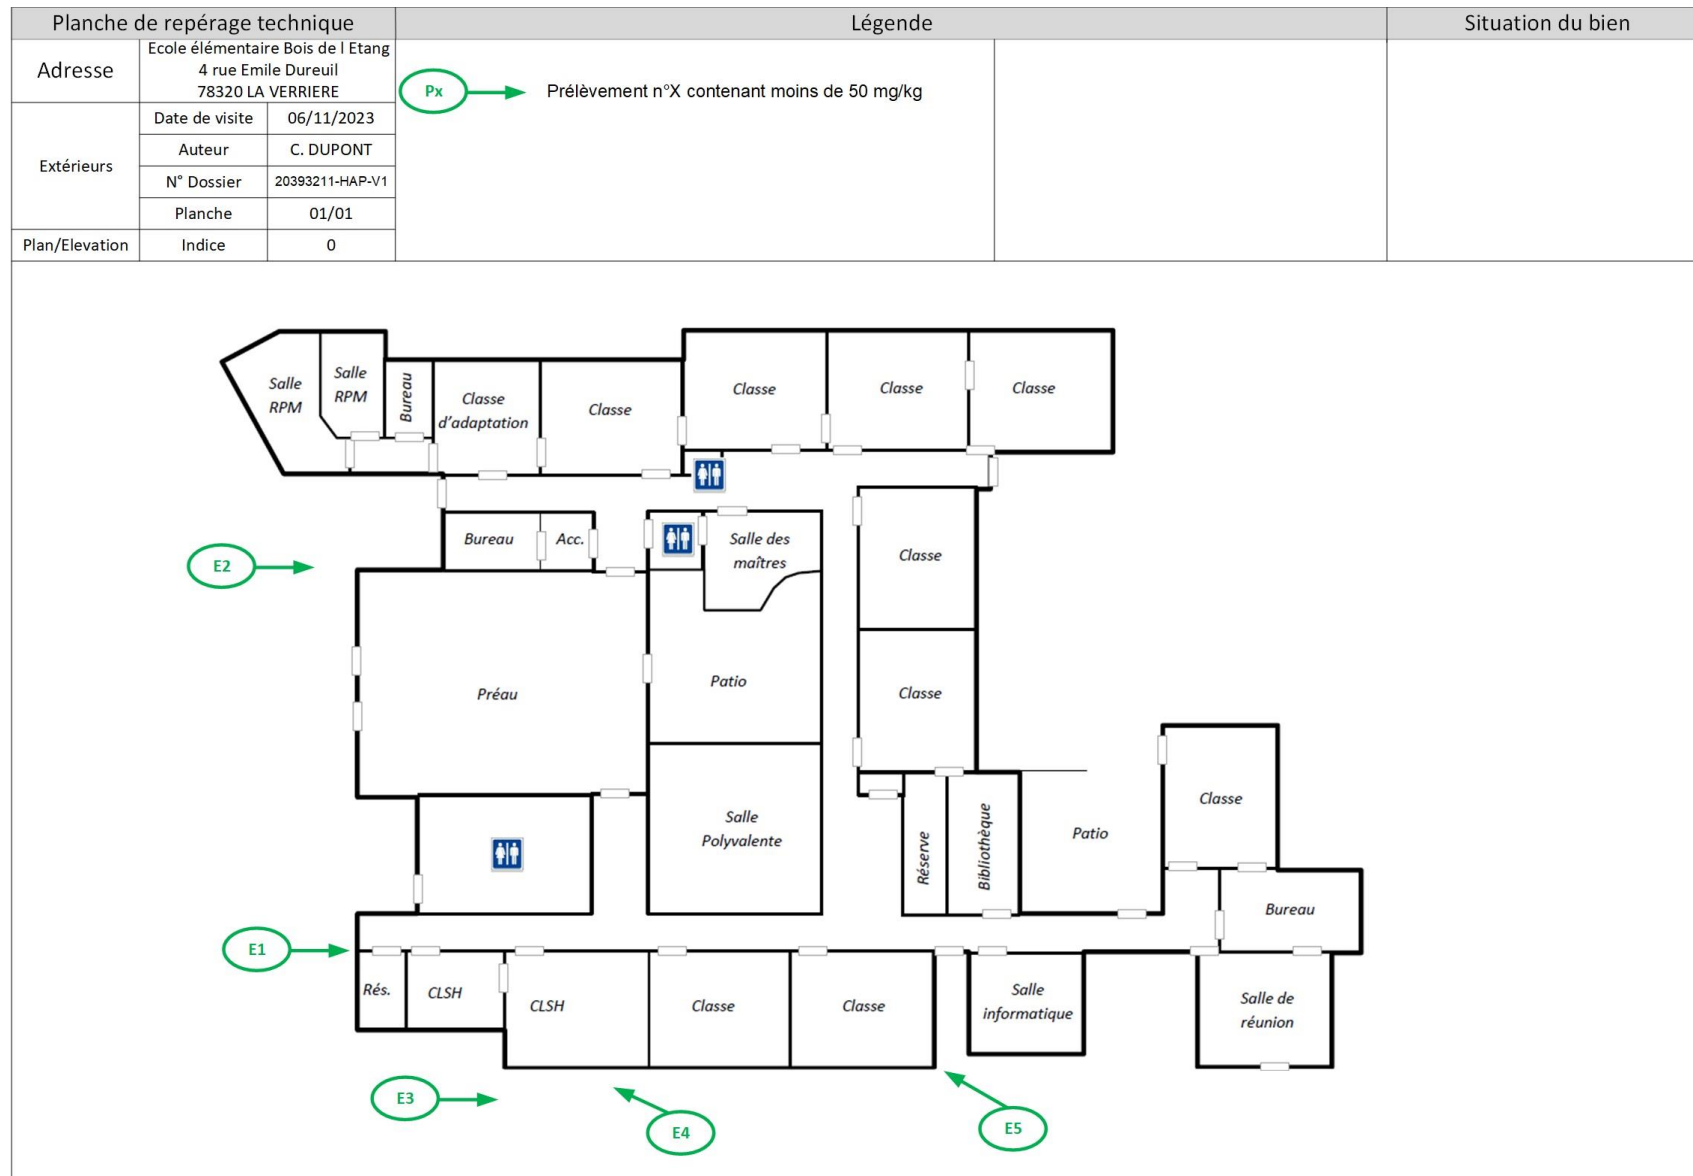 Planche de repérage technique
Légende
Situation du bien
Adresse
Ecole élémentaire Bois de l Etang
4 rue Emile Dureuil
78320 LA VERRIERE
Px
Prélèvement n°X contenant moins de 50 mg/kg
Extérieurs
Date de visite
06/11/2023
Auteur
C. DUPONT
N° Dossier
20393211-HAP-V1
Planche
01/01
Plan/Elevation
Indice
0
Salle
RPM
Salle
RPM
Bureau
Classe
d'adaptation
Classe
Classe
Classe
Classe
Bureau
Acc.
Salle des
maîtres
Classe
E2
Préau
Patio
Classe
Salle
Polyvalente
Réserve
Bibliothèque
Patio
Classe
Bureau
E1
Rés.
CLSH
CLSH
Classe
Classe
Salle
informatique
Salle de
réunion
E3
E4
E5